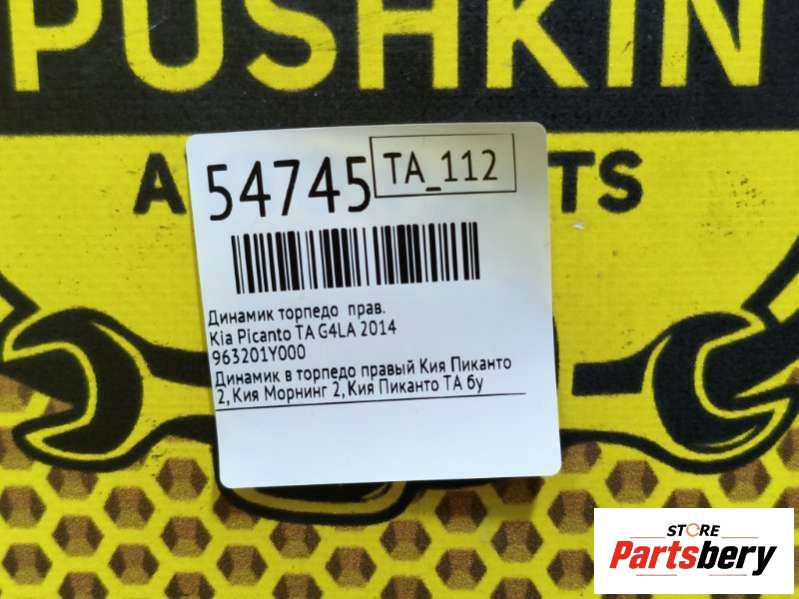 PUSHKIN
A
TS
54745
TA_112
Динамик торпедо прав.
Kia Picanto TA G4LA 2014
963201Y000
Динамик в торпедо правый Кия Пиканто
2, Кия Морнинг 2, Кия Пиканто ТА бу
STORE
Partsbery